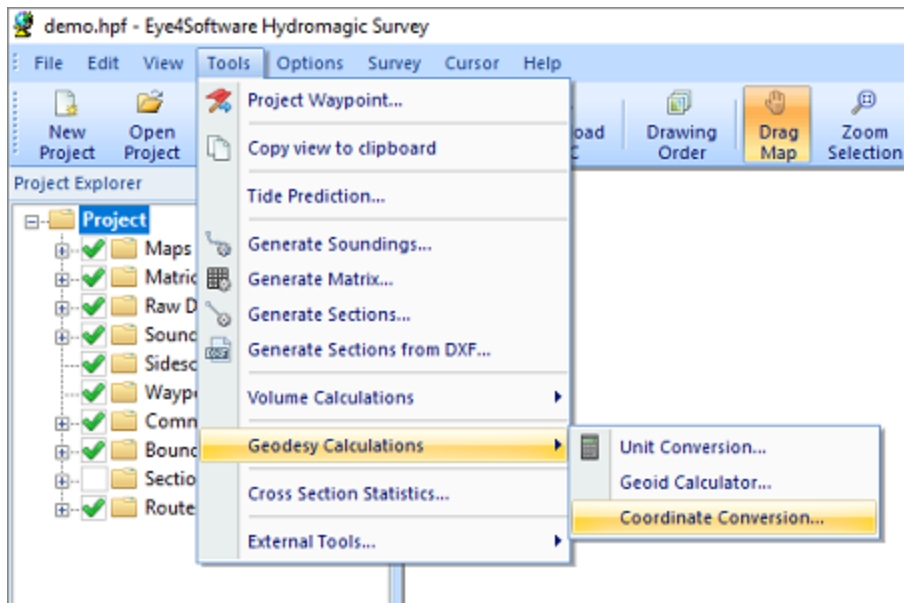 demo.hpf - Eye4Software Hydromagic Survey
File Edit View Tools Options Survey Cursor Help
New Project
Open Project
Drawing Order
Drag Map
Zoom Selection
Project Explorer
Project
Maps
Raw D
Project Waypoint...
Copy view to clipboard
Tide Prediction...
Generate Soundings...
Generate Matrix...
Generate Sections...
Generate Sections from DXF...
Volume Calculations
Geodesy Calculations
Cross Section Statistics...
External Tools...
Unit Conversion...
Geoid Calculator...
Coordinate Conversion...